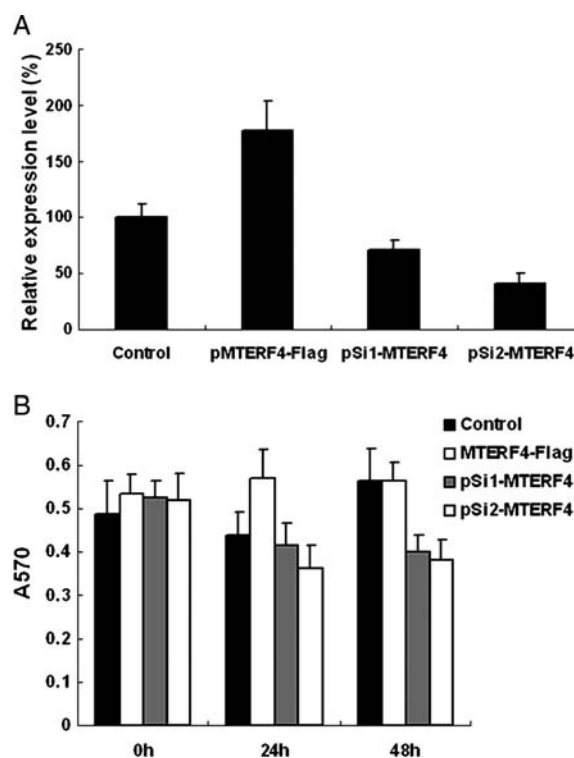 A
Relative expression level (%)
250
200
150
100
50
0
Control pMTERF4-Flag pSi1-MTERF4 pSi2-MTERF4
B
A570
0.7
0.6
0.5
0.4
0.3
0.2
0.1
0
0h 24h 48h
Control
MTERF4-Flag
pSi1-MTERF4
pSi2-MTERF4